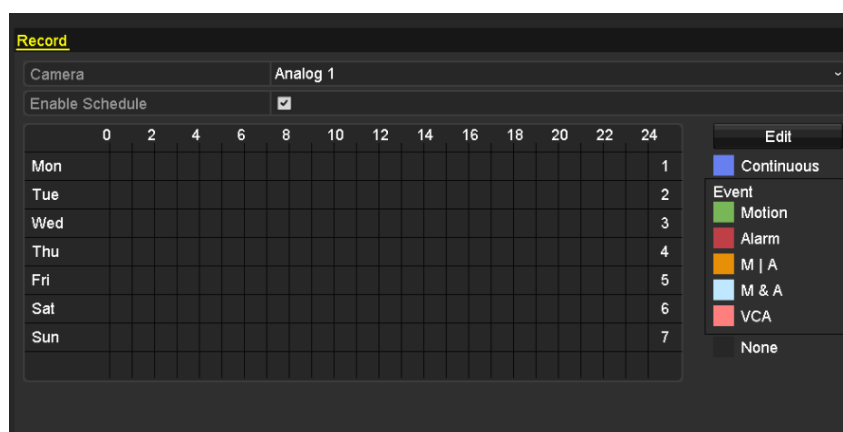 Record
Camera Analog 1
Enable Schedule
0 2 4 6 8 10 12 14 16 18 20 22 24
Edit
Mon 1
Continuous
Tue 2
Event
Motion
Wed 3
Alarm
Thu 4
M | A
Fri 5
M & A
Sat 6
VCA
Sun 7
None